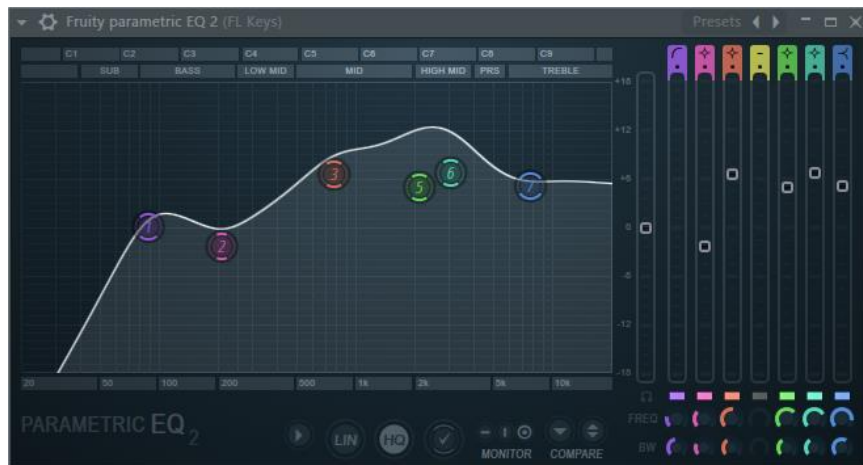 Fruity parametric EQ 2 (FL Keys) Presets
C1 C2 C3 C4 C5 C6 C7 C8 C9
SUB BASS LOW MID MID HIGH MID PRS TREBLE
+18
+12
+6
0
-6
-12
-18
1 2 3 5 6 7
20 50 100 200 500 1k 2k 5k 10k
FREQ
BW
PARAMETRIC EQ 2
LIN HQ
MONITOR COMPARE